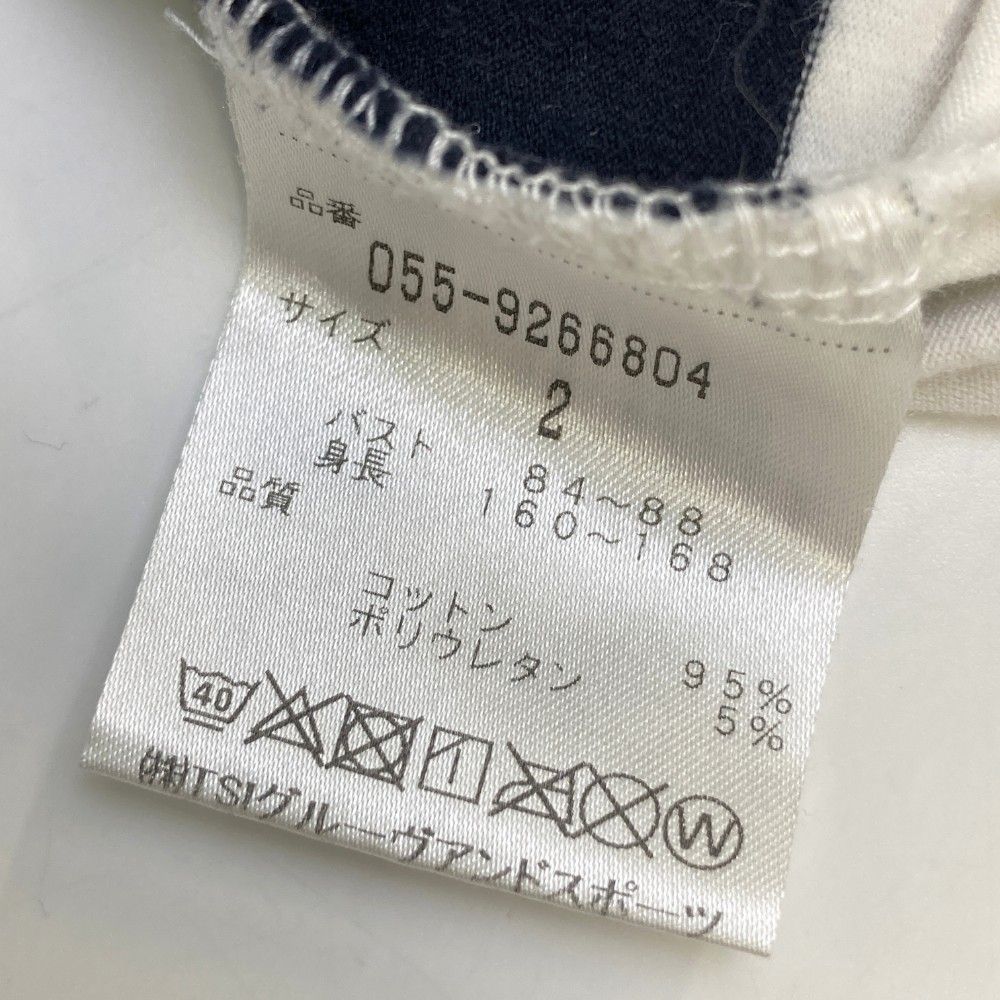 品番
055-9266804
サイズ
2
バスト 84～88
身長 160～168
品質
コットン 95%
ポリウレタン 5%
40 1 W
㈱TSIグルーヴアンドスポーツ